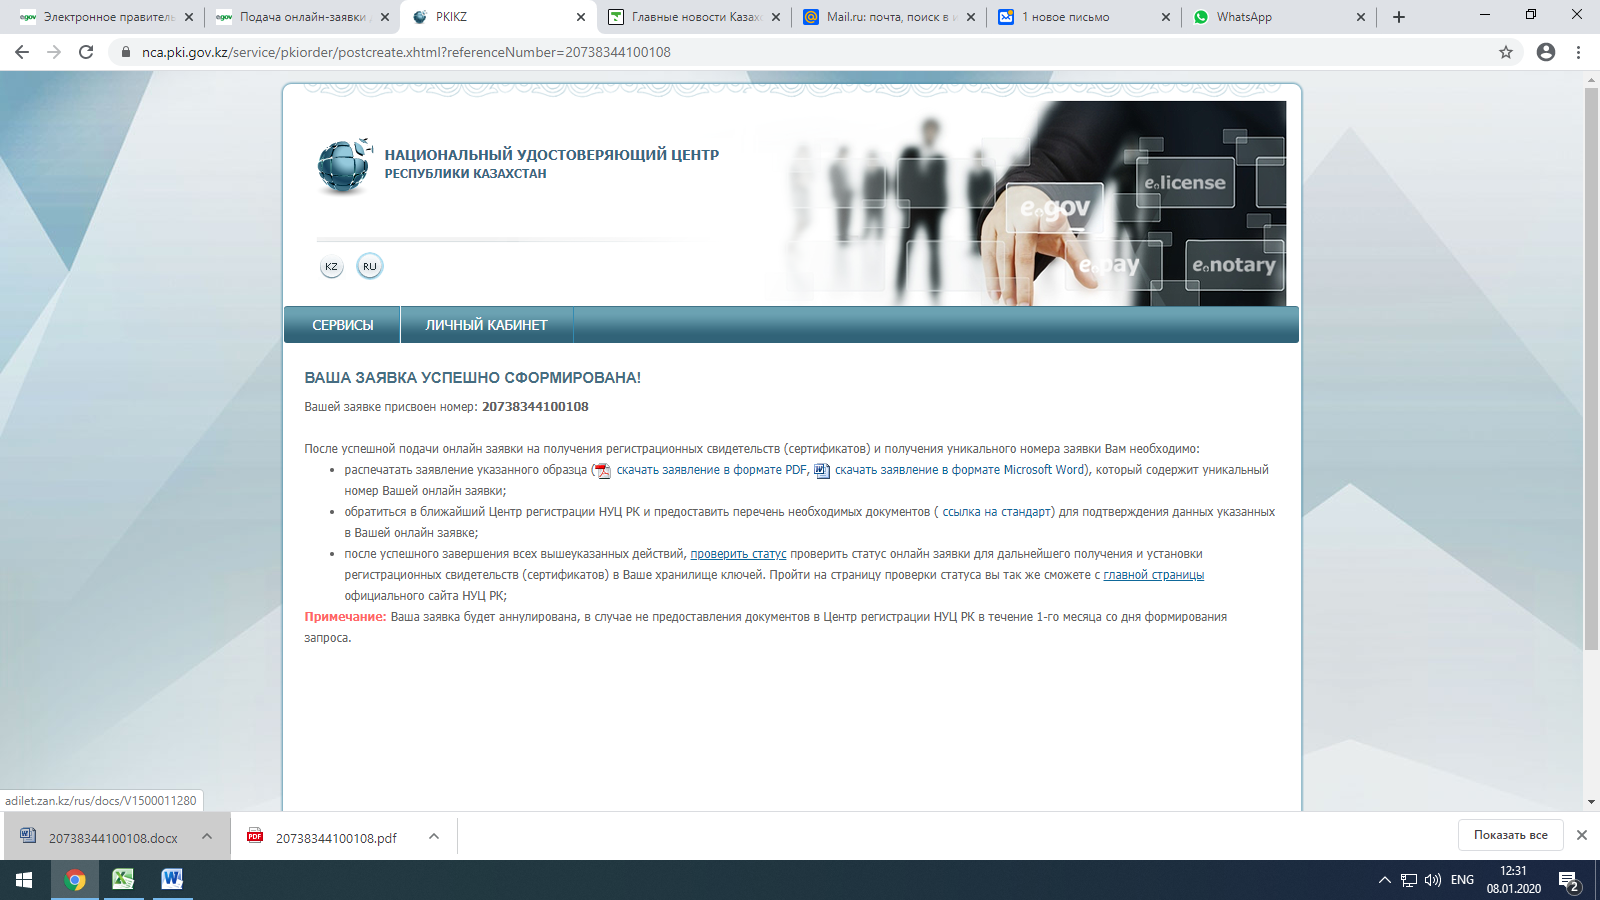 Электронное правитель
Подача онлайн-заявки
PKIKZ
Главные новости Казахс
Mail.ru: почта, поиск в и
1 новое письмо
WhatsApp
nca.pki.gov.kz/service/pkiorder/postcreate.xhtml?referenceNumber=20738344100108
НАЦИОНАЛЬНЫЙ УДОСТОВЕРЯЮЩИЙ ЦЕНТР
РЕСПУБЛИКИ КАЗАХСТАН
e.license
e.gov
e.pay
e.notary
KZ
RU
СЕРВИСЫ
ЛИЧНЫЙ КАБИНЕТ
ВАША ЗАЯВКА УСПЕШНО СФОРМИРОВАНА!
Вашей заявке присвоен номер: 20738344100108
После успешной подачи онлайн заявки на получения регистрационных свидетельств (сертификатов) и получения уникального номера заявки Вам необходимо:
распечатать заявление указанного образца ( скачать заявление в формате PDF, скачать заявление в формате Microsoft Word), который содержит уникальный
номер Вашей онлайн заявки;
обратиться в ближайший Центр регистрации НУЦ РК и предоставить перечень необходимых документов ( ссылка на стандарт) для подтверждения данных указанных
в Вашей онлайн заявке;
после успешного завершения всех вышеуказанных действий, проверить статус проверить статус онлайн заявки для дальнейшего получения и установки
регистрационных свидетельств (сертификатов) в Ваше хранилище ключей. Пройти на страницу проверки статуса вы так же сможете с главной страницы
официального сайта НУЦ РК;
Примечание: Ваша заявка будет аннулирована, в случае не предоставления документов в Центр регистрации НУЦ РК в течение 1-го месяца со дня формирования
запроса.
adilet.zan.kz/rus/docs/V1500011280
20738344100108.docx
20738344100108.pdf
Показать все
ENG
12:31
08.01.2020
2